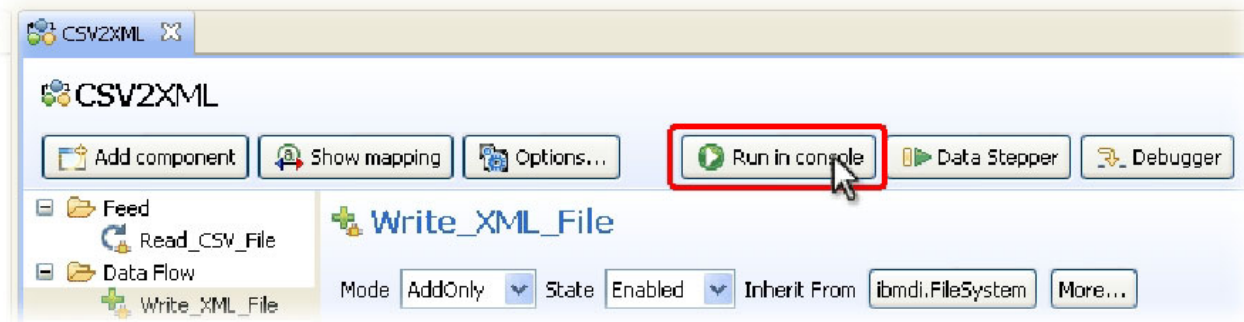 CSV2XML
CSV2XML
Add component Show mapping Options... Run in console Data Stepper Debugger
Feed
Read_CSV_File
Data Flow
Write_XML_File
Write_XML_File
Mode AddOnly State Enabled Inherit From ibmdi.FileSystem More...